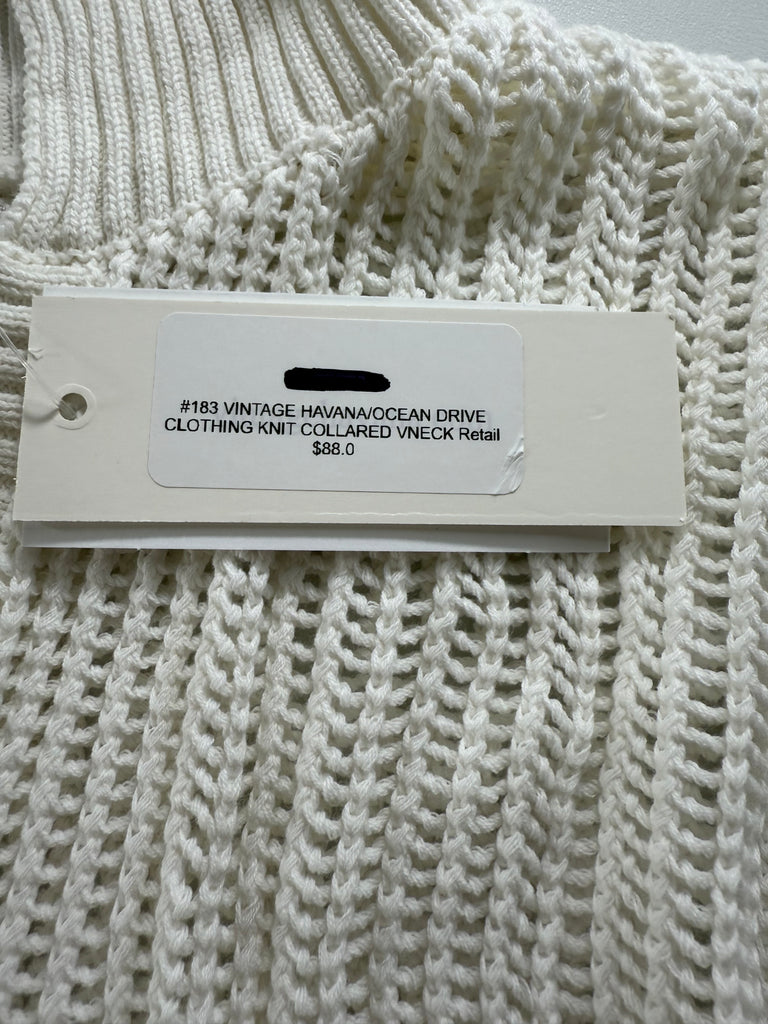 #183 VINTAGE HAVANA/OCEAN DRIVE
CLOTHING KNIT COLLARED VNECK Retail
$88.0